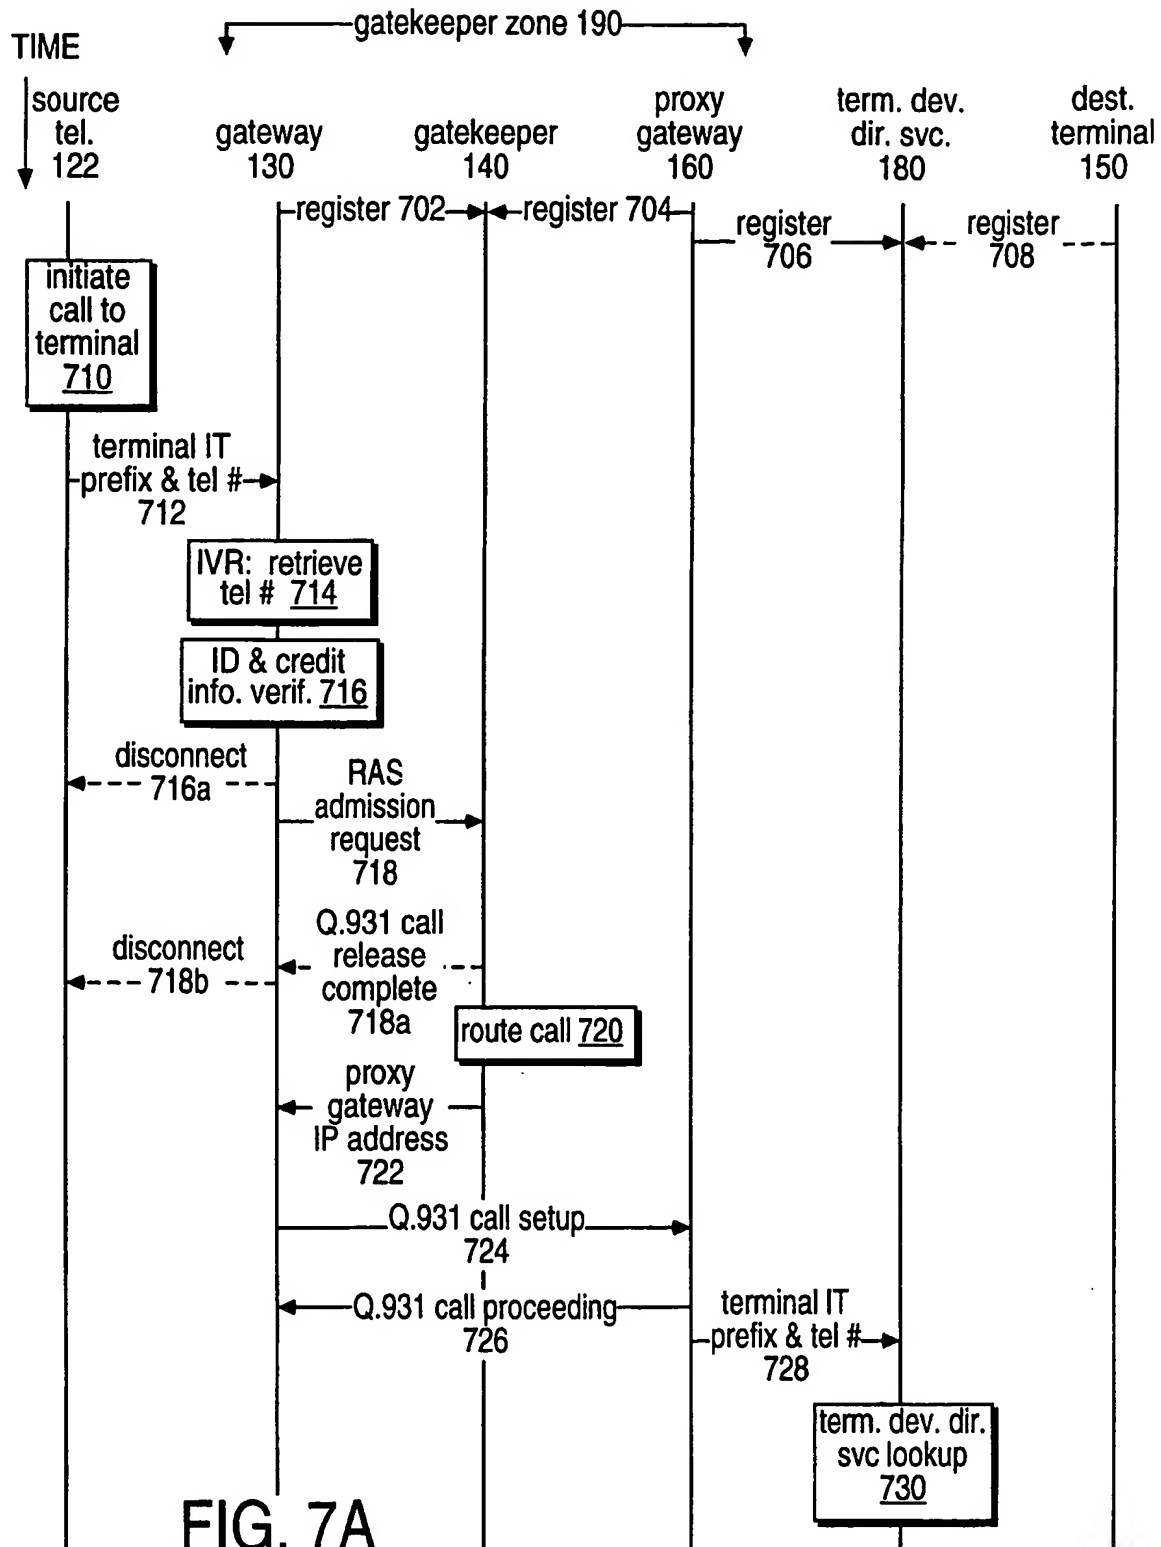 gatekeeper zone 190
TIME
source
tel.
122
gateway
130
gatekeeper
140
proxy
gateway
160
term. dev.
dir. svc.
180
dest.
terminal
150
register 702
register 704
register
706
register
708
initiate
call to
terminal
710
terminal IT
prefix & tel #
712
IVR: retrieve
tel # 714
ID & credit
info. verif. 716
disconnect
716a
RAS
admission
request
718
Q.931 call
release
complete
718a
disconnect
718b
route call 720
proxy
gateway
IP address
722
Q.931 call setup
724
Q.931 call proceeding
726
terminal IT
prefix & tel #
728
term. dev. dir.
svc lookup
730
FIG. 7A